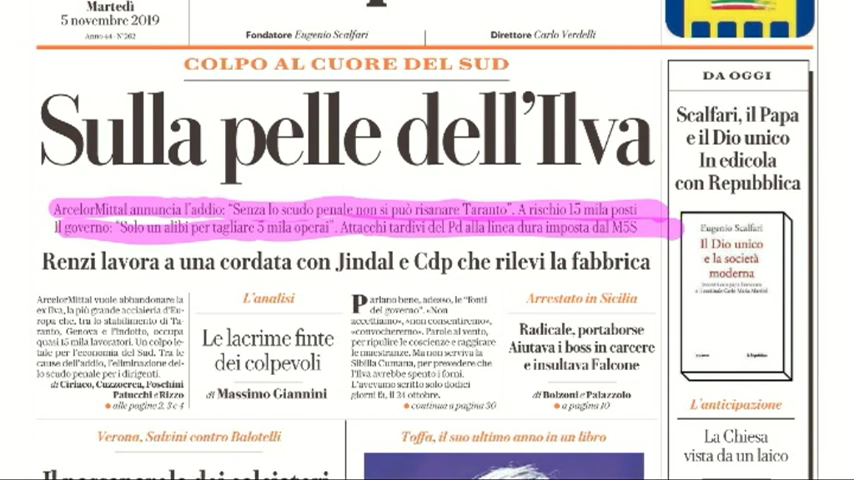 Martedì
5 novembre 2019
Anno 44 - N° 262
Fondatore Eugenio Scalfari
Direttore Carlo Verdelli
COLPO AL CUORE DEL SUD
Sulla pelle dell'Ilva
ArcelorMittal annuncia l'addio: "Senza lo scudo penale non si può risanare Taranto". A rischio 15 mila posti
Il governo: "Solo un alibi per tagliare 5 mila operai". Attacchi tardivi del Pd alla linea dura imposta dal M5S
Renzi lavora a una cordata con Jindal e Cdp che rilevi la fabbrica
ArcelorMittal vuole abbandonare la
ex Ilva, la più grande acciaieria d'Eu-
ropa che, tra lo stabilimento di Ta-
ranto, Genova e l'indotto, occupa
quasi 15 mila lavoratori. Un colpo le-
tale per l'economia del Sud. Tra le
cause dell'addio, l'eliminazione del-
lo scudo penale per i dirigenti.
di Ciriaco, Cuzzocrea, Foschini
Patucchi e Rizzo
alle pagine 2, 3 e 4
L'analisi
Le lacrime finte
dei colpevoli
di Massimo Giannini
Parlano bene, adesso, le "fonti
del governo". «Non
accettiamo», «non consentiremo»,
«convocheremo». Parole al vento,
per ripulire le coscienze e raggirare
le maestranze. Ma non serviva la
Sibilla Cumana, per prevedere che
l'Ilva avrebbe spento i forni.
L'avevamo scritto solo dodici
giorni fa, il 24 ottobre.
continua a pagina 30
Arrestato in Sicilia
Radicale, portaborse
Aiutava i boss in carcere
e insultava Falcone
di Bolzoni e Palazzolo
a pagina 10
DA OGGI
Scalfari, il Papa
e il Dio unico
In edicola
con Repubblica
Eugenio Scalfari
Il Dio unico
e la società
moderna
L'anticipazione
La Chiesa
vista da un laico
Verona, Salvini contro Balotelli
Toffa, il suo ultimo anno in un libro